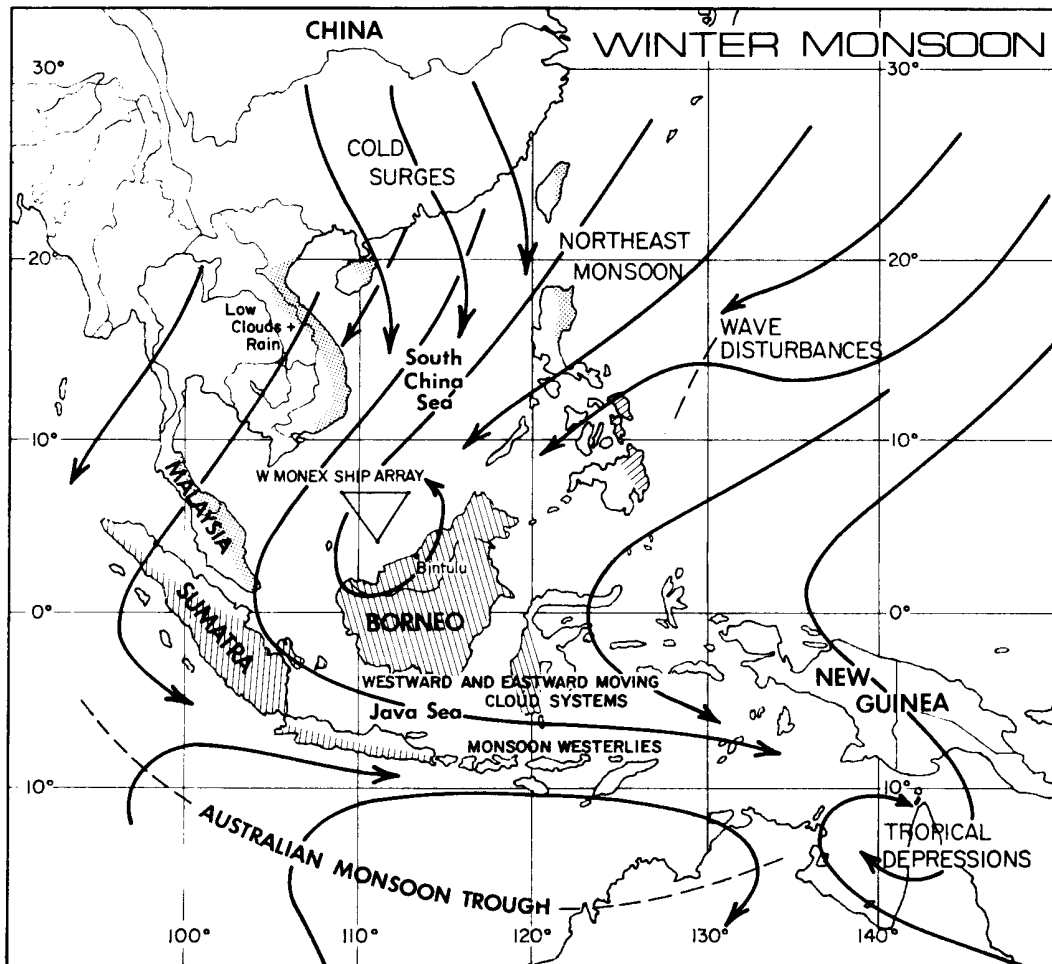 CHINA
WINTER MONSOON
30°
30°
COLD
SURGES
NORTHEAST
MONSOON
20°
20°
Low
Clouds +
Rain
WAVE
DISTURBANCES
South
China
Sea
10°
10°
W MONEX SHIP ARRAY
MALAYSIA
Bintulu
SUMATRA
0°
BORNEO
0°
WESTWARD AND EASTWARD MOVING
CLOUD SYSTEMS
NEW
GUINEA
Java Sea
MONSOON WESTERLIES
10°
10°
AUSTRALIAN MONSOON TROUGH
TROPICAL
DEPRESSIONS
100°
110°
120°
130°
140°